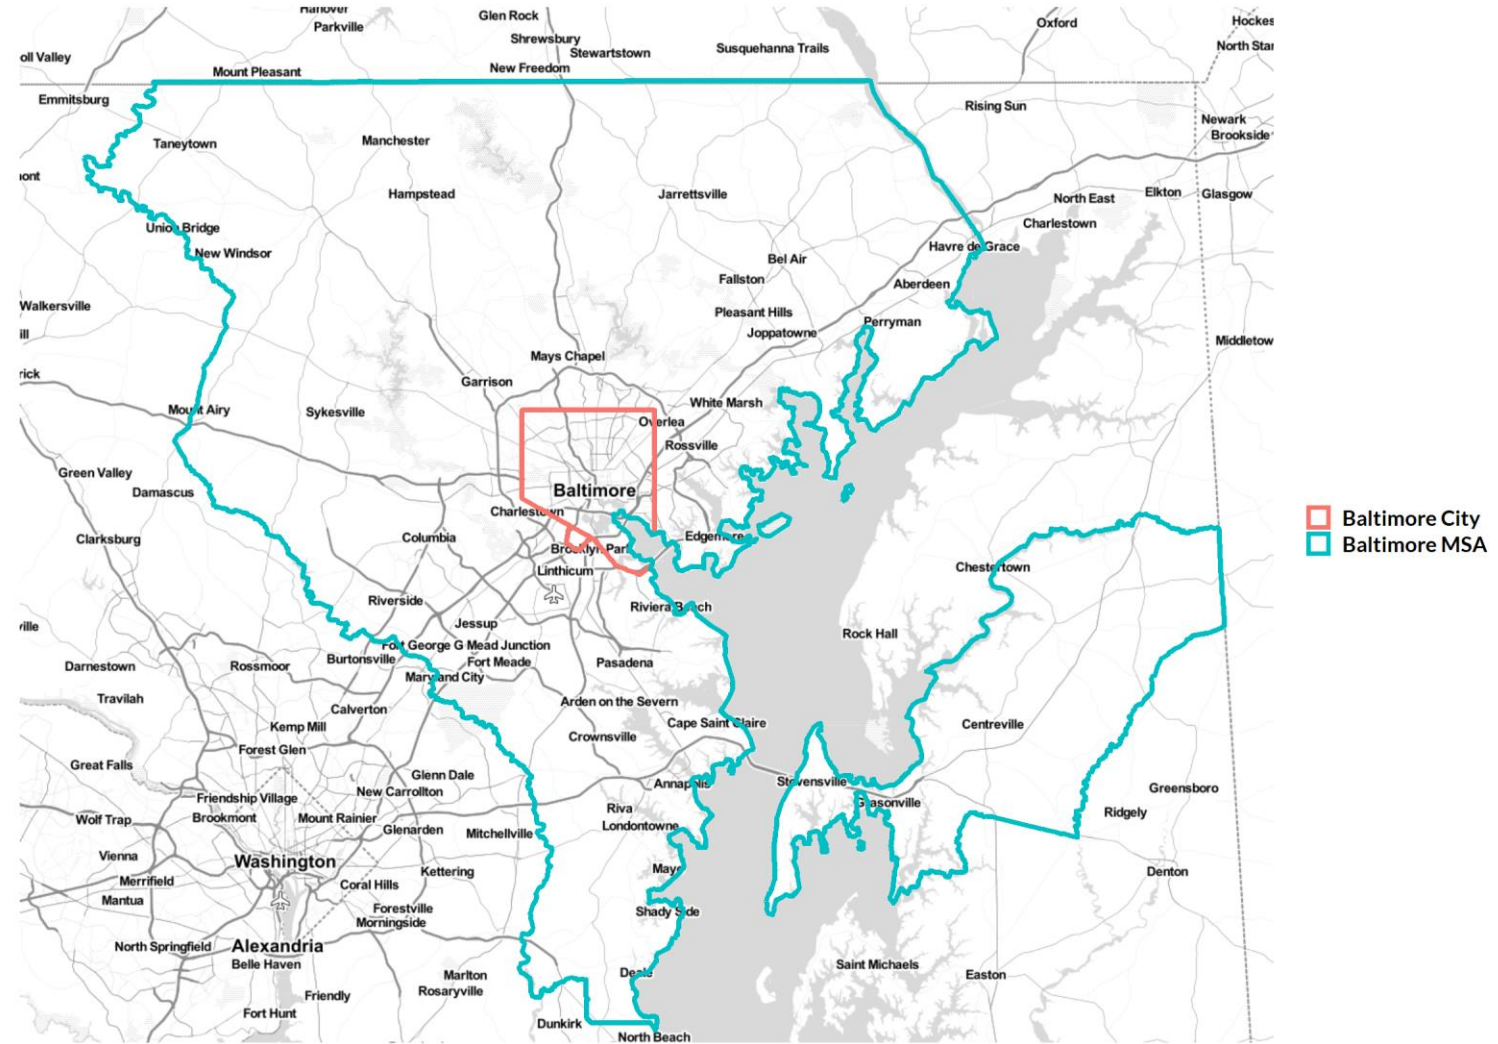 Hanover
Parkville
Glen Rock
Shrewsbury
Stewartstown
Susquehanna Trails
Oxford
Hockes
North Star
oll Valley
Mount Pleasant
New Freedom
Emmitsburg
Rising Sun
Newark
Brookside
Taneytown
Manchester
ont
Hampstead
Jarrettsville
North East
Elkton
Glasgow
Charlestown
Union Bridge
New Windsor
Havre de Grace
Bel Air
Fallston
Aberdeen
Walkersville
Pleasant Hills
Perryman
ill
Joppatowne
Middletow
Mays Chapel
rick
Garrison
White Marsh
Mount Airy
Sykesville
Overlea
Rossville
Green Valley
Damascus
Baltimore
Charlestown
Baltimore City
Baltimore MSA
Clarksburg
Columbia
Edgemere
Brooklyn Park
Linthicum
Chestertown
Riverside
Riviera Beach
ville
Jessup
Rock Hall
Fort George G Mead Junction
Burtonsville
Fort Meade
Pasadena
Darnestown
Rossmoor
Maryland City
Travilah
Arden on the Severn
Calverton
Kemp Mill
Cape Saint Claire
Centreville
Crownsville
Forest Glen
Great Falls
Glenn Dale
Annapolis
Stevensville
Greensboro
New Carrollton
Friendship Village
Grasonville
Riva
Ridgely
Wolf Trap
Brookmont
Mount Rainier
Glenarden
Mitchellville
Londontowne
Vienna
Washington
Mayo
Denton
Merrifield
Kettering
Coral Hills
Mantua
Forestville
Morningside
Shady Side
North Springfield
Alexandria
Belle Haven
Marlton
Deale
Saint Michaels
Easton
Rosaryville
Friendly
Fort Hunt
Dunkirk
North Beach